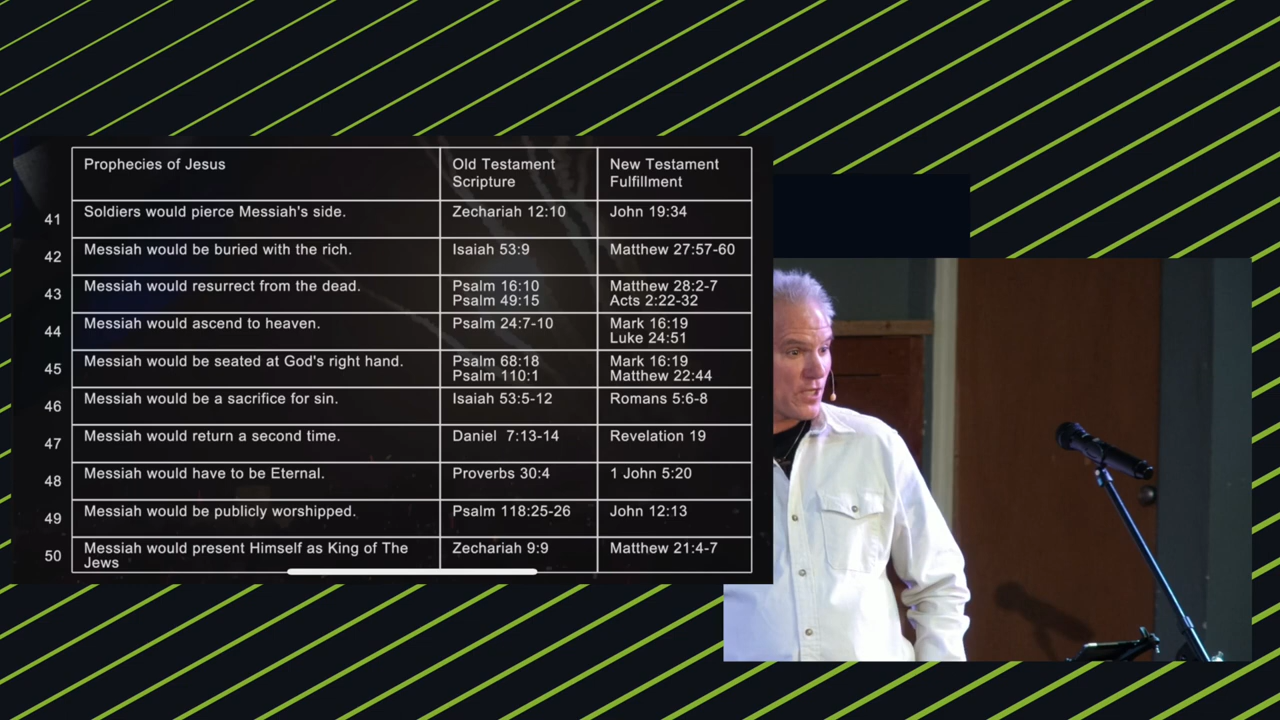 Prophecies of Jesus
Old Testament
Scripture
New Testament
Fulfillment
41
Soldiers would pierce Messiah's side.
Zechariah 12:10
John 19:34
42
Messiah would be buried with the rich.
Isaiah 53:9
Matthew 27:57-60
43
Messiah would resurrect from the dead.
Psalm 16:10
Psalm 49:15
Matthew 28:2-7
Acts 2:22-32
44
Messiah would ascend to heaven.
Psalm 24:7-10
Mark 16:19
Luke 24:51
45
Messiah would be seated at God's right hand.
Psalm 68:18
Psalm 110:1
Mark 16:19
Matthew 22:44
46
Messiah would be a sacrifice for sin.
Isaiah 53:5-12
Romans 5:6-8
47
Messiah would return a second time.
Daniel  7:13-14
Revelation 19
48
Messiah would have to be Eternal.
Proverbs 30:4
1 John 5:20
49
Messiah would be publicly worshipped.
Psalm 118:25-26
John 12:13
50
Messiah would present Himself as King of The
Jews
Zechariah 9:9
Matthew 21:4-7